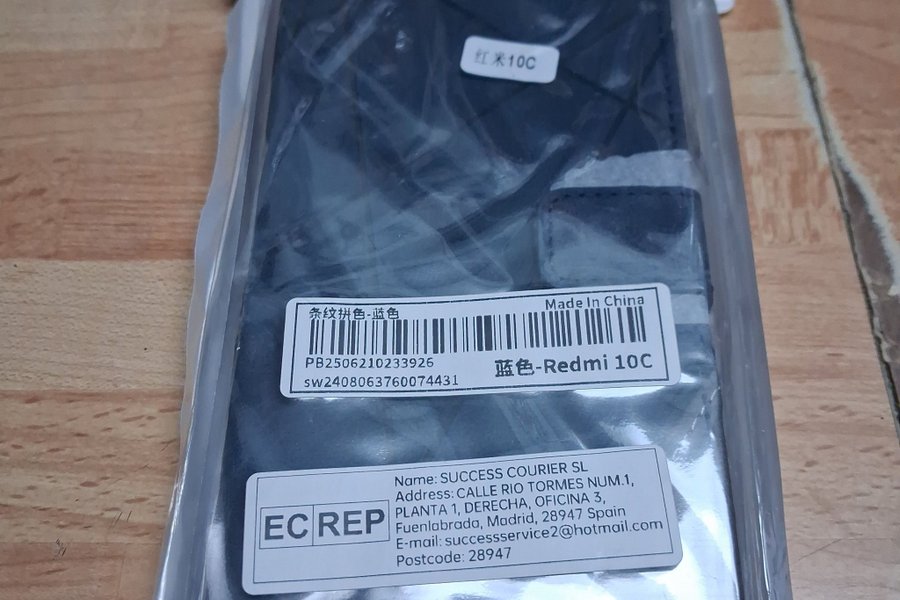 红米10C
条纹拼色-蓝色
Made In China
PB2506210233926
sw2408063760074431
蓝色-Redmi 10C
EC REP
Name: SUCCESS COURIER SL
Address: CALLE RIO TORMES NUM.1,
PLANTA 1, DERECHA, OFICINA 3,
Fuenlabrada, Madrid, 28947 Spain
E-mail: successservice2@hotmail.com
Postcode: 28947